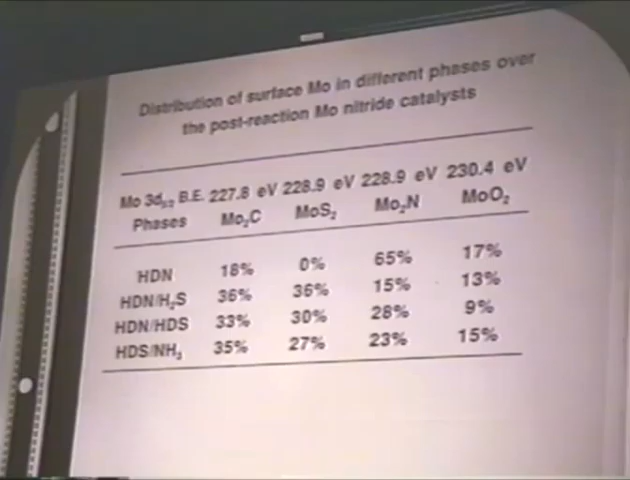 Distribution of surface Mo in different phases over
the post-reaction Mo nitride catalysts
Mo 3d₅/₂ B.E. 227.8 eV 228.9 eV 228.9 eV 230.4 eV
Phases Mo₂C MoS₂ Mo₂N MoO₂
HDN 18% 0% 65% 17%
HDN/H₂S 36% 36% 15% 13%
HDN/HDS 33% 30% 28% 9%
HDS/NH₃ 35% 27% 23% 15%